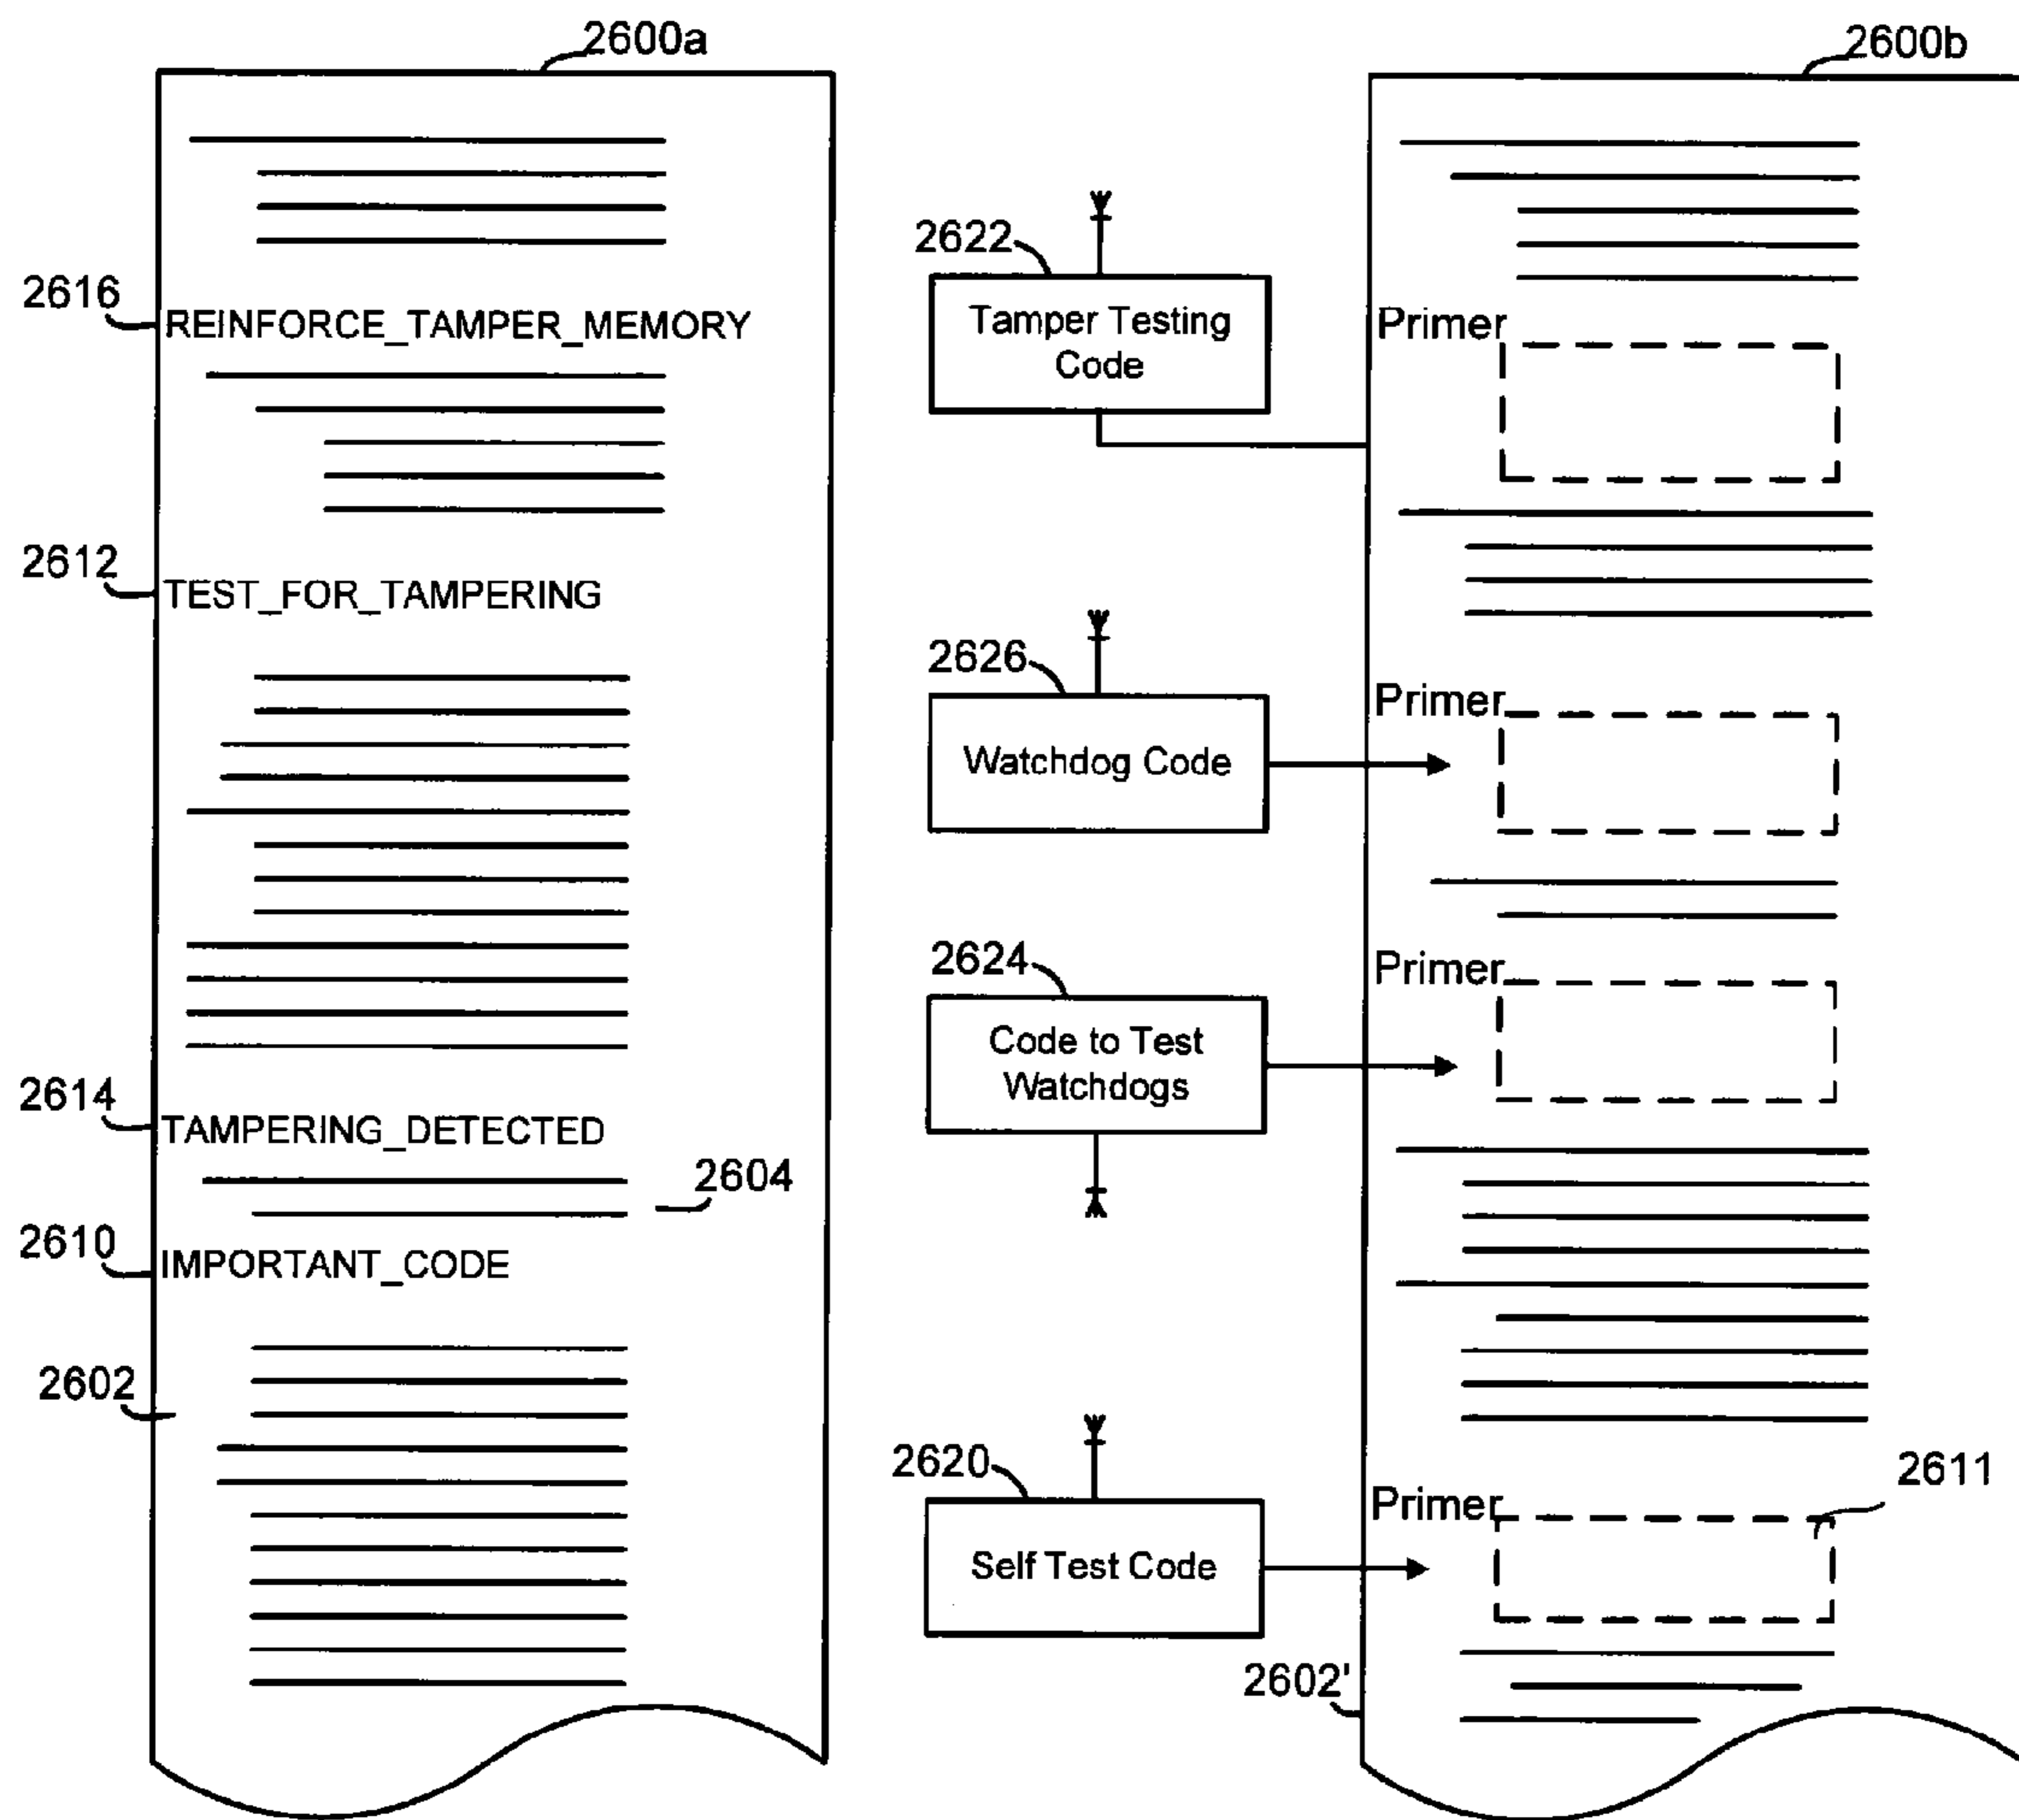 2600a
2616
REINFORCE_TAMPER_MEMORY
2612
TEST_FOR_TAMPERING
2614
TAMPERING_DETECTED
2604
2610
IMPORTANT_CODE
2602
2622
Tamper Testing
Code
2626
Watchdog Code
2624
Code to Test
Watchdogs
2620
Self Test Code
2600b
Primer
Primer
Primer
2611
Primer
2602'